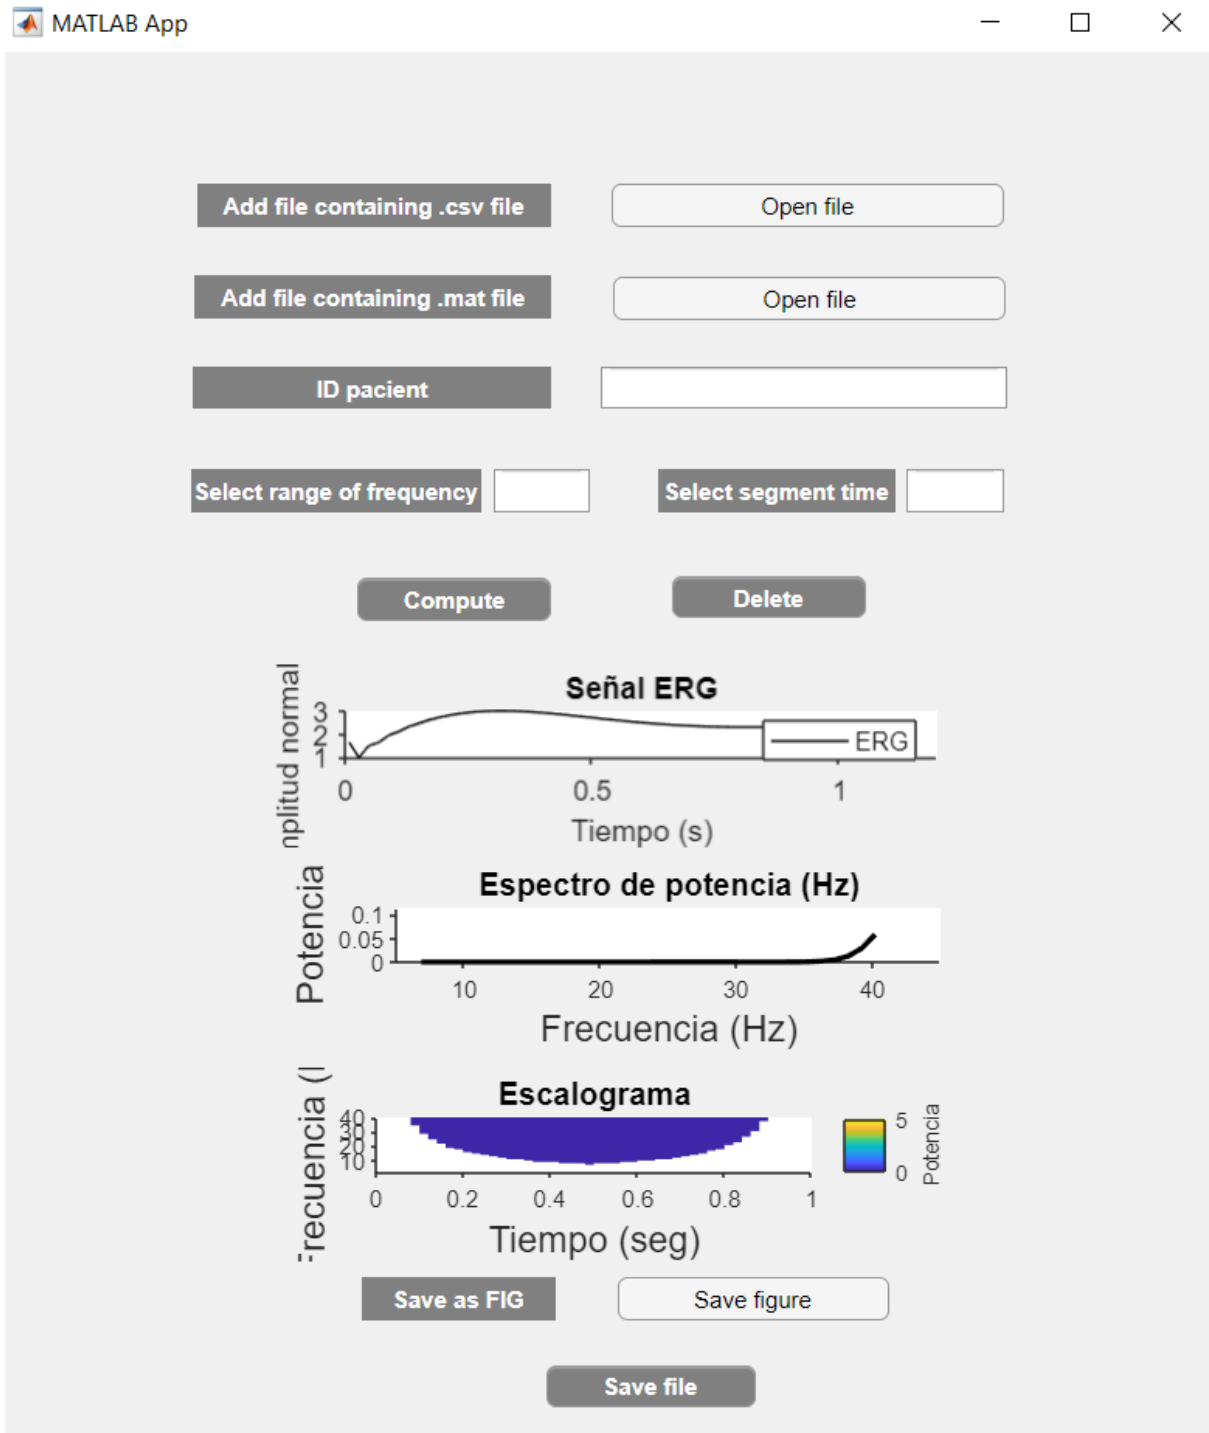 MATLAB App
Add file containing .csv file
Open file
Add file containing .mat file
Open file
ID pacient
Select range of frequency
Select segment time
Compute
Delete
Señal ERG
nplitud normal
3
2
1
ERG
0 0.5 1
Tiempo (s)
Espectro de potencia (Hz)
Potencia
0.1
0.05
0
10 20 30 40
Frecuencia (Hz)
Escalograma
recuencia (
40
30
20
10
5
0
Potencia
0 0.2 0.4 0.6 0.8 1
Tiempo (seg)
Save as FIG
Save figure
Save file